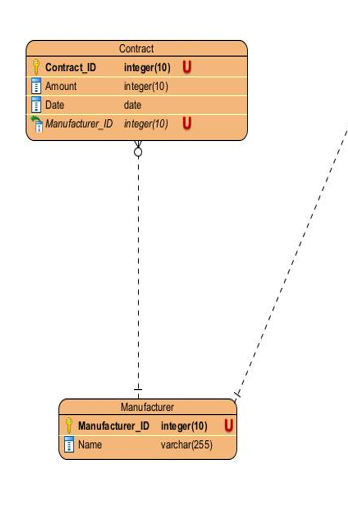 Contract
Contract_ID integer(10) U
Amount integer(10)
Date date
Manufacturer_ID integer(10) U
Manufacturer
Manufacturer_ID integer(10) U
Name varchar(255)